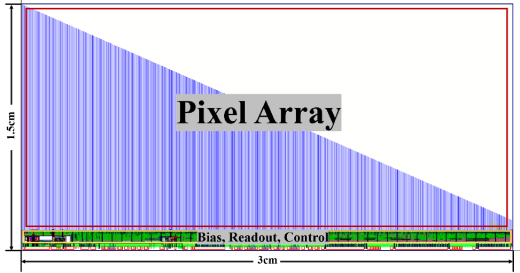 Pixel Array
1.5cm
Bias, Readout, Control
3cm